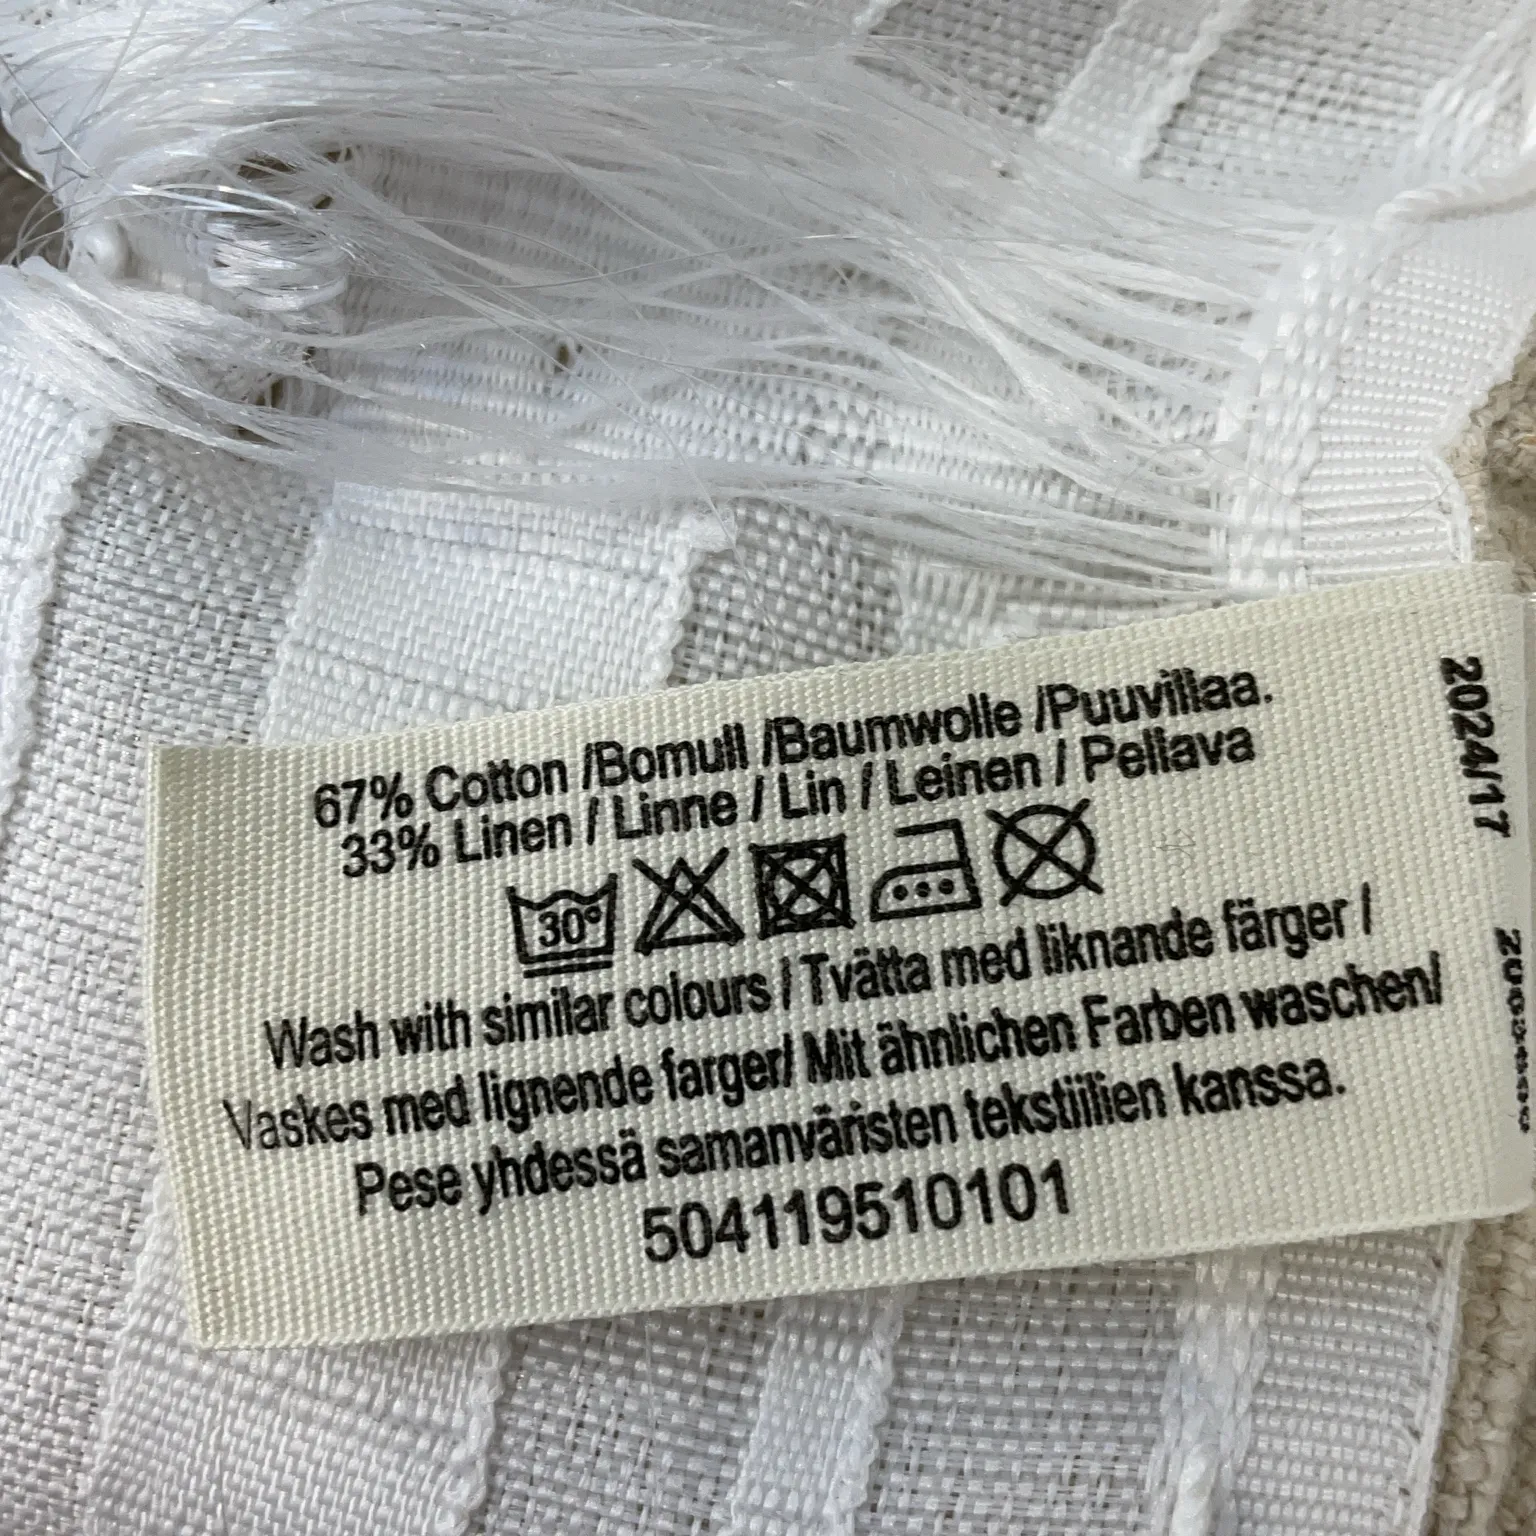 67% Cotton /Bomull /Baumwolle /Puuvillaa.
33% Linen / Linne / Lin / Leinen / Pellava
30°
Wash with similar colours / Tvätta med liknande färger /
Vaskes med lignende farger/ Mit ähnlichen Farben waschen/
Pese yhdessä samanväristen tekstiilien kanssa.
504119510101
2024/17